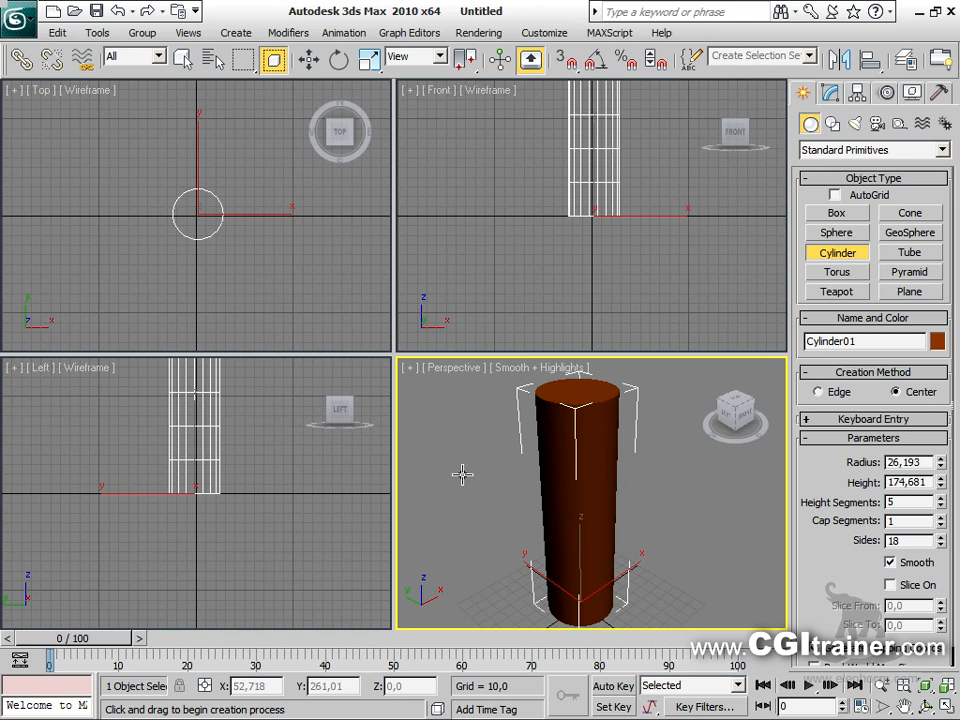 Autodesk 3ds Max 2010 x64 Untitled
Type a keyword or phrase
Edit Tools Group Views Create Modifiers Animation Graph Editors Rendering Customize MAXScript Help
All View 3 Create Selection Se
[ + ] [ Top ] [ Wireframe ]
TOP
y
x
y
z x
[ + ] [ Front ] [ Wireframe ]
FRONT
y x
z
x
[ + ] [ Left ] [ Wireframe ]
LEFT
y
z
x
[ + ] [ Perspective ] [ Smooth + Highlights ]
z
y x
z
y x
Standard Primitives
- Object Type
AutoGrid
Box Cone
Sphere GeoSphere
Cylinder Tube
Torus Pyramid
Teapot Plane
- Name and Color
Cylinder01
- Creation Method
Edge Center
+ Keyboard Entry
- Parameters
Radius: 26,193
Height: 174,681
Height Segments: 5
Cap Segments: 1
Sides: 18
Smooth
Slice On
Slice From: 0,0
Slice To: 0,0
www.CGItrainer.com
< 0 / 100 >
0 10 20 30 40 50 60 70 80 90 100
1 Object Selec X: 52,718 Y: 261,01 Z: 0,0 Grid = 10,0 Auto Key Selected
Welcome to M Click and drag to begin creation process Add Time Tag Set Key Key Filters... 0